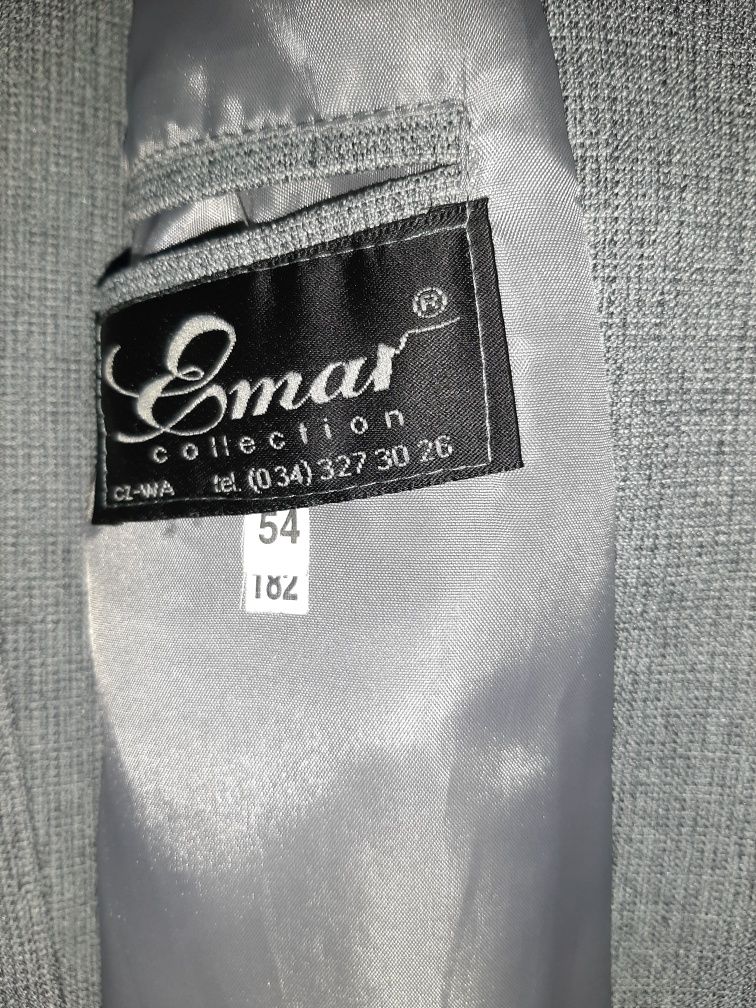 Emar ®
collection
CZ-WA tel. (034) 327 30 26
54
182